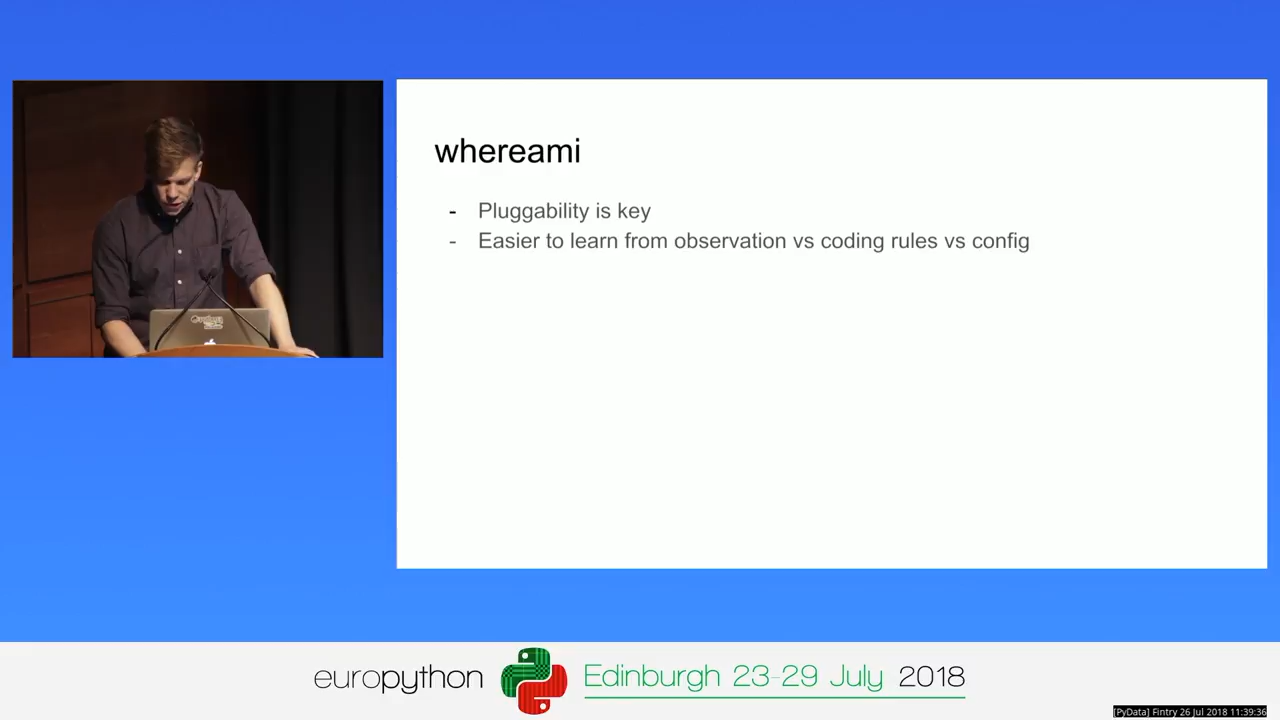 whereami
- Pluggability is key
- Easier to learn from observation vs coding rules vs config
europython
Edinburgh 23-29 July 2018
[PyData] Fintry 26 Jul 2018 11:39:36